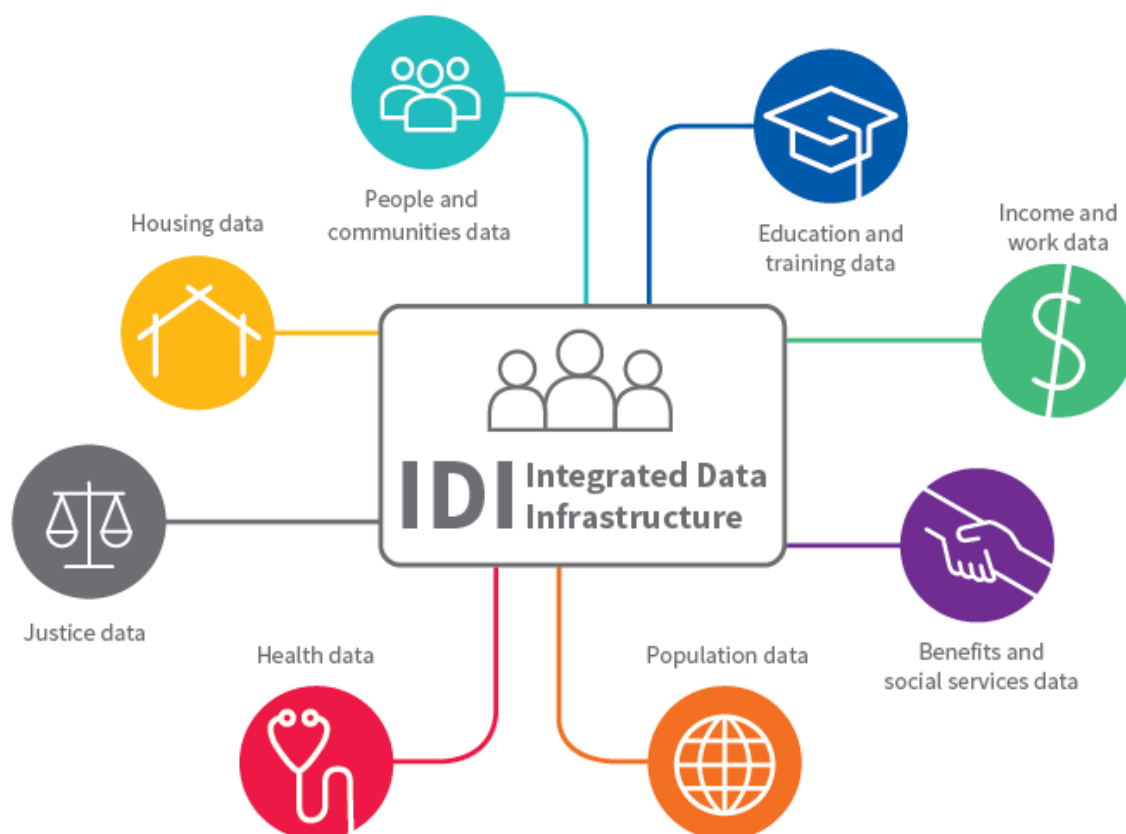 People and
communities data
Education and
training data
Housing data
Income and
work data
IDI Integrated Data
Infrastructure
Justice data
Health data
Population data
Benefits and
social services data